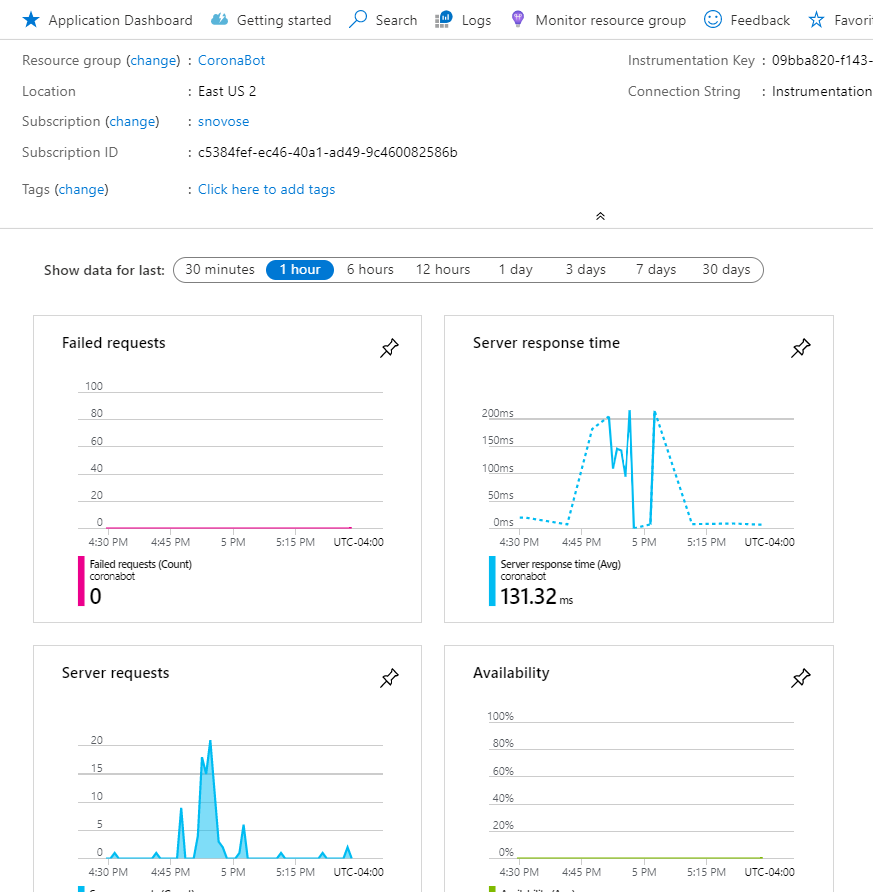 Application Dashboard Getting started Search Logs Monitor resource group Feedback Favori
Resource group (change) : CoronaBot Instrumentation Key : 09bba820-f143-
Location : East US 2 Connection String : Instrumentation
Subscription (change) : snovose
Subscription ID : c5384fef-ec46-40a1-ad49-9c460082586b
Tags (change) : Click here to add tags
Show data for last: 30 minutes 1 hour 6 hours 12 hours 1 day 3 days 7 days 30 days
Failed requests
100
80
60
40
20
0
4:30 PM 4:45 PM 5 PM 5:15 PM UTC-04:00
Failed requests (Count)
coronabot
0
Server response time
200ms
150ms
100ms
50ms
0ms
4:30 PM 4:45 PM 5 PM 5:15 PM UTC-04:00
Server response time (Avg)
coronabot
131.32 ms
Server requests
20
15
10
5
0
4:30 PM 4:45 PM 5 PM 5:15 PM UTC-04:00
Availability
100%
80%
60%
40%
20%
0%
4:30 PM 4:45 PM 5 PM 5:15 PM UTC-04:00